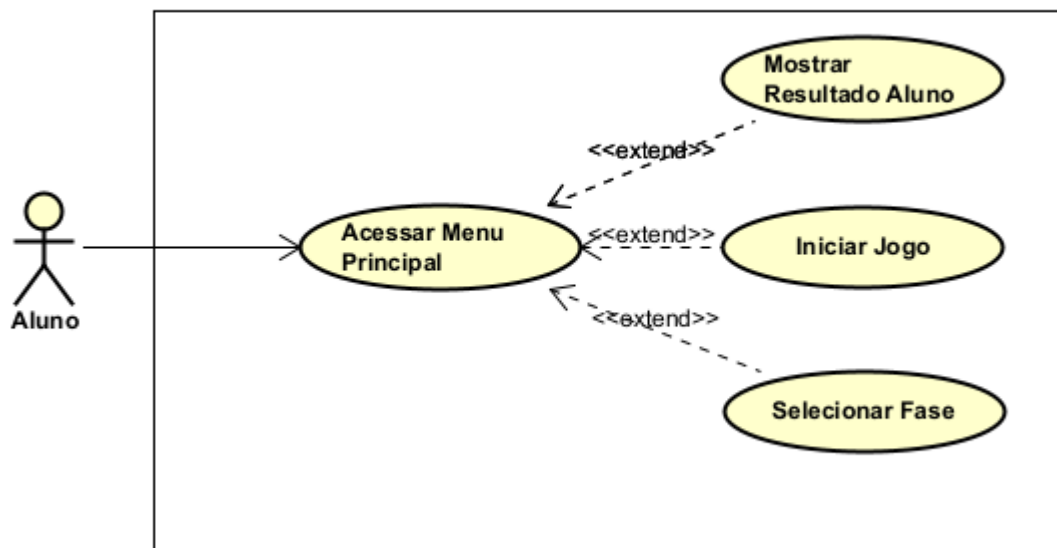 Mostrar
Resultado Aluno
<<extend>>
Acessar Menu
Principal
<<extend>>
Iniciar Jogo
Aluno
<<extend>>
Selecionar Fase